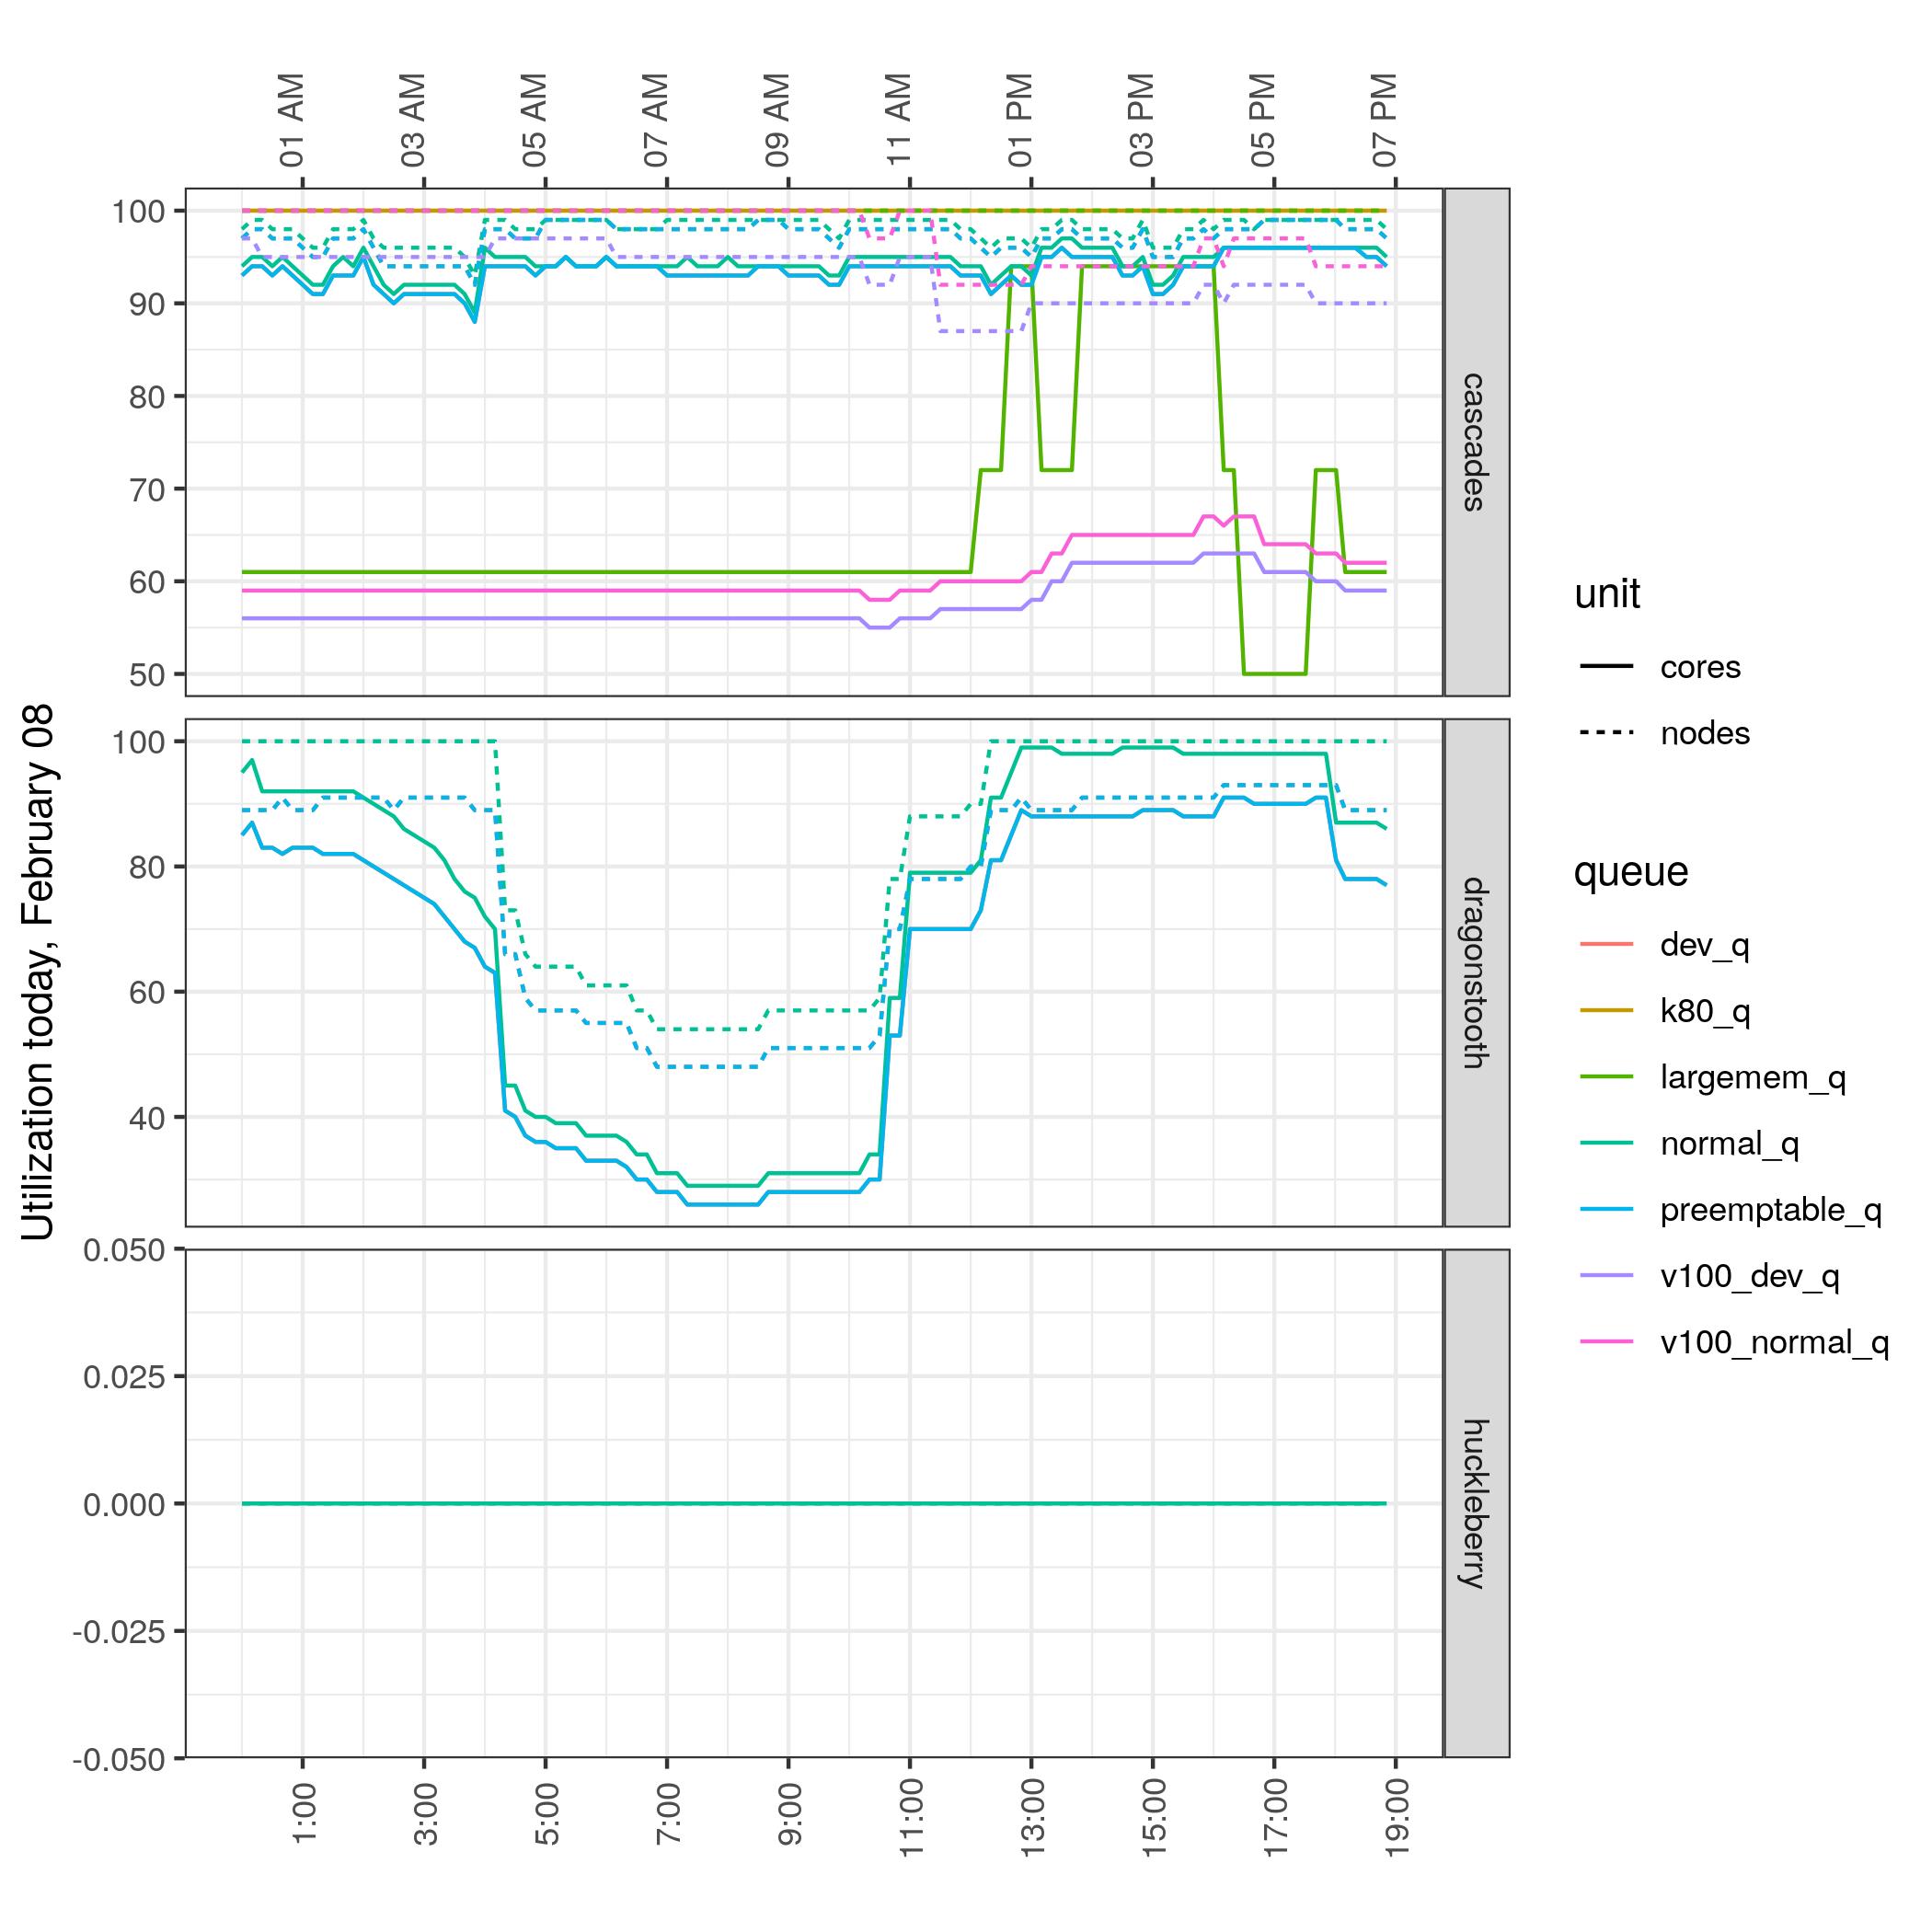 01 AM
03 AM
05 AM
07 AM
09 AM
11 AM
01 PM
03 PM
05 PM
07 PM
Utilization today, February 08
100
90
80
70
60
50
cascades
100
80
60
40
dragonstooth
0.050
0.025
0.000
-0.025
-0.050
huckleberry
1:00
3:00
5:00
7:00
9:00
11:00
13:00
15:00
17:00
19:00
unit
cores
nodes
queue
dev_q
k80_q
largemem_q
normal_q
preemptable_q
v100_dev_q
v100_normal_q